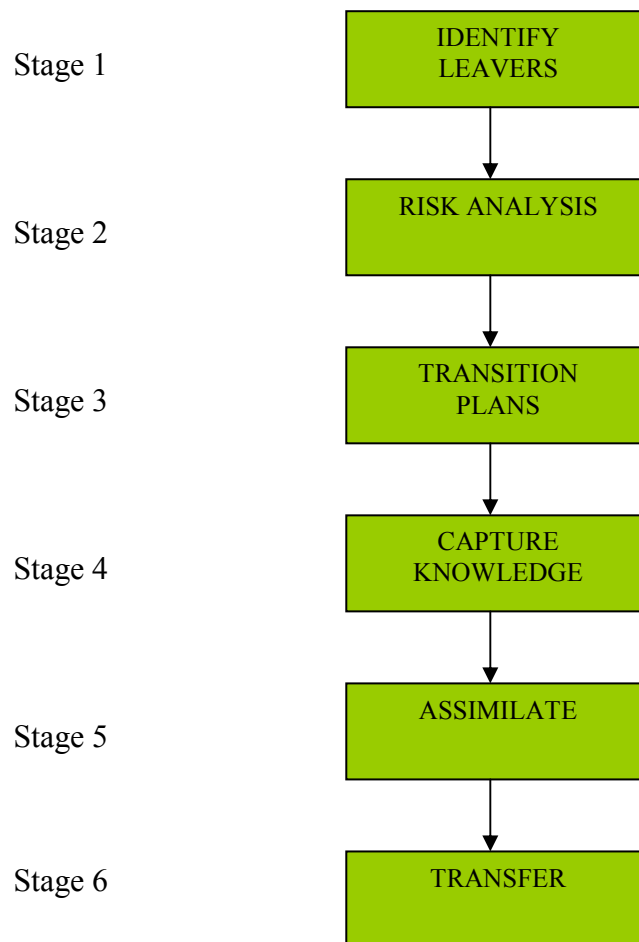 Stage 1
IDENTIFY
LEAVERS
Stage 2
RISK ANALYSIS
Stage 3
TRANSITION
PLANS
Stage 4
CAPTURE
KNOWLEDGE
Stage 5
ASSIMILATE
Stage 6
TRANSFER